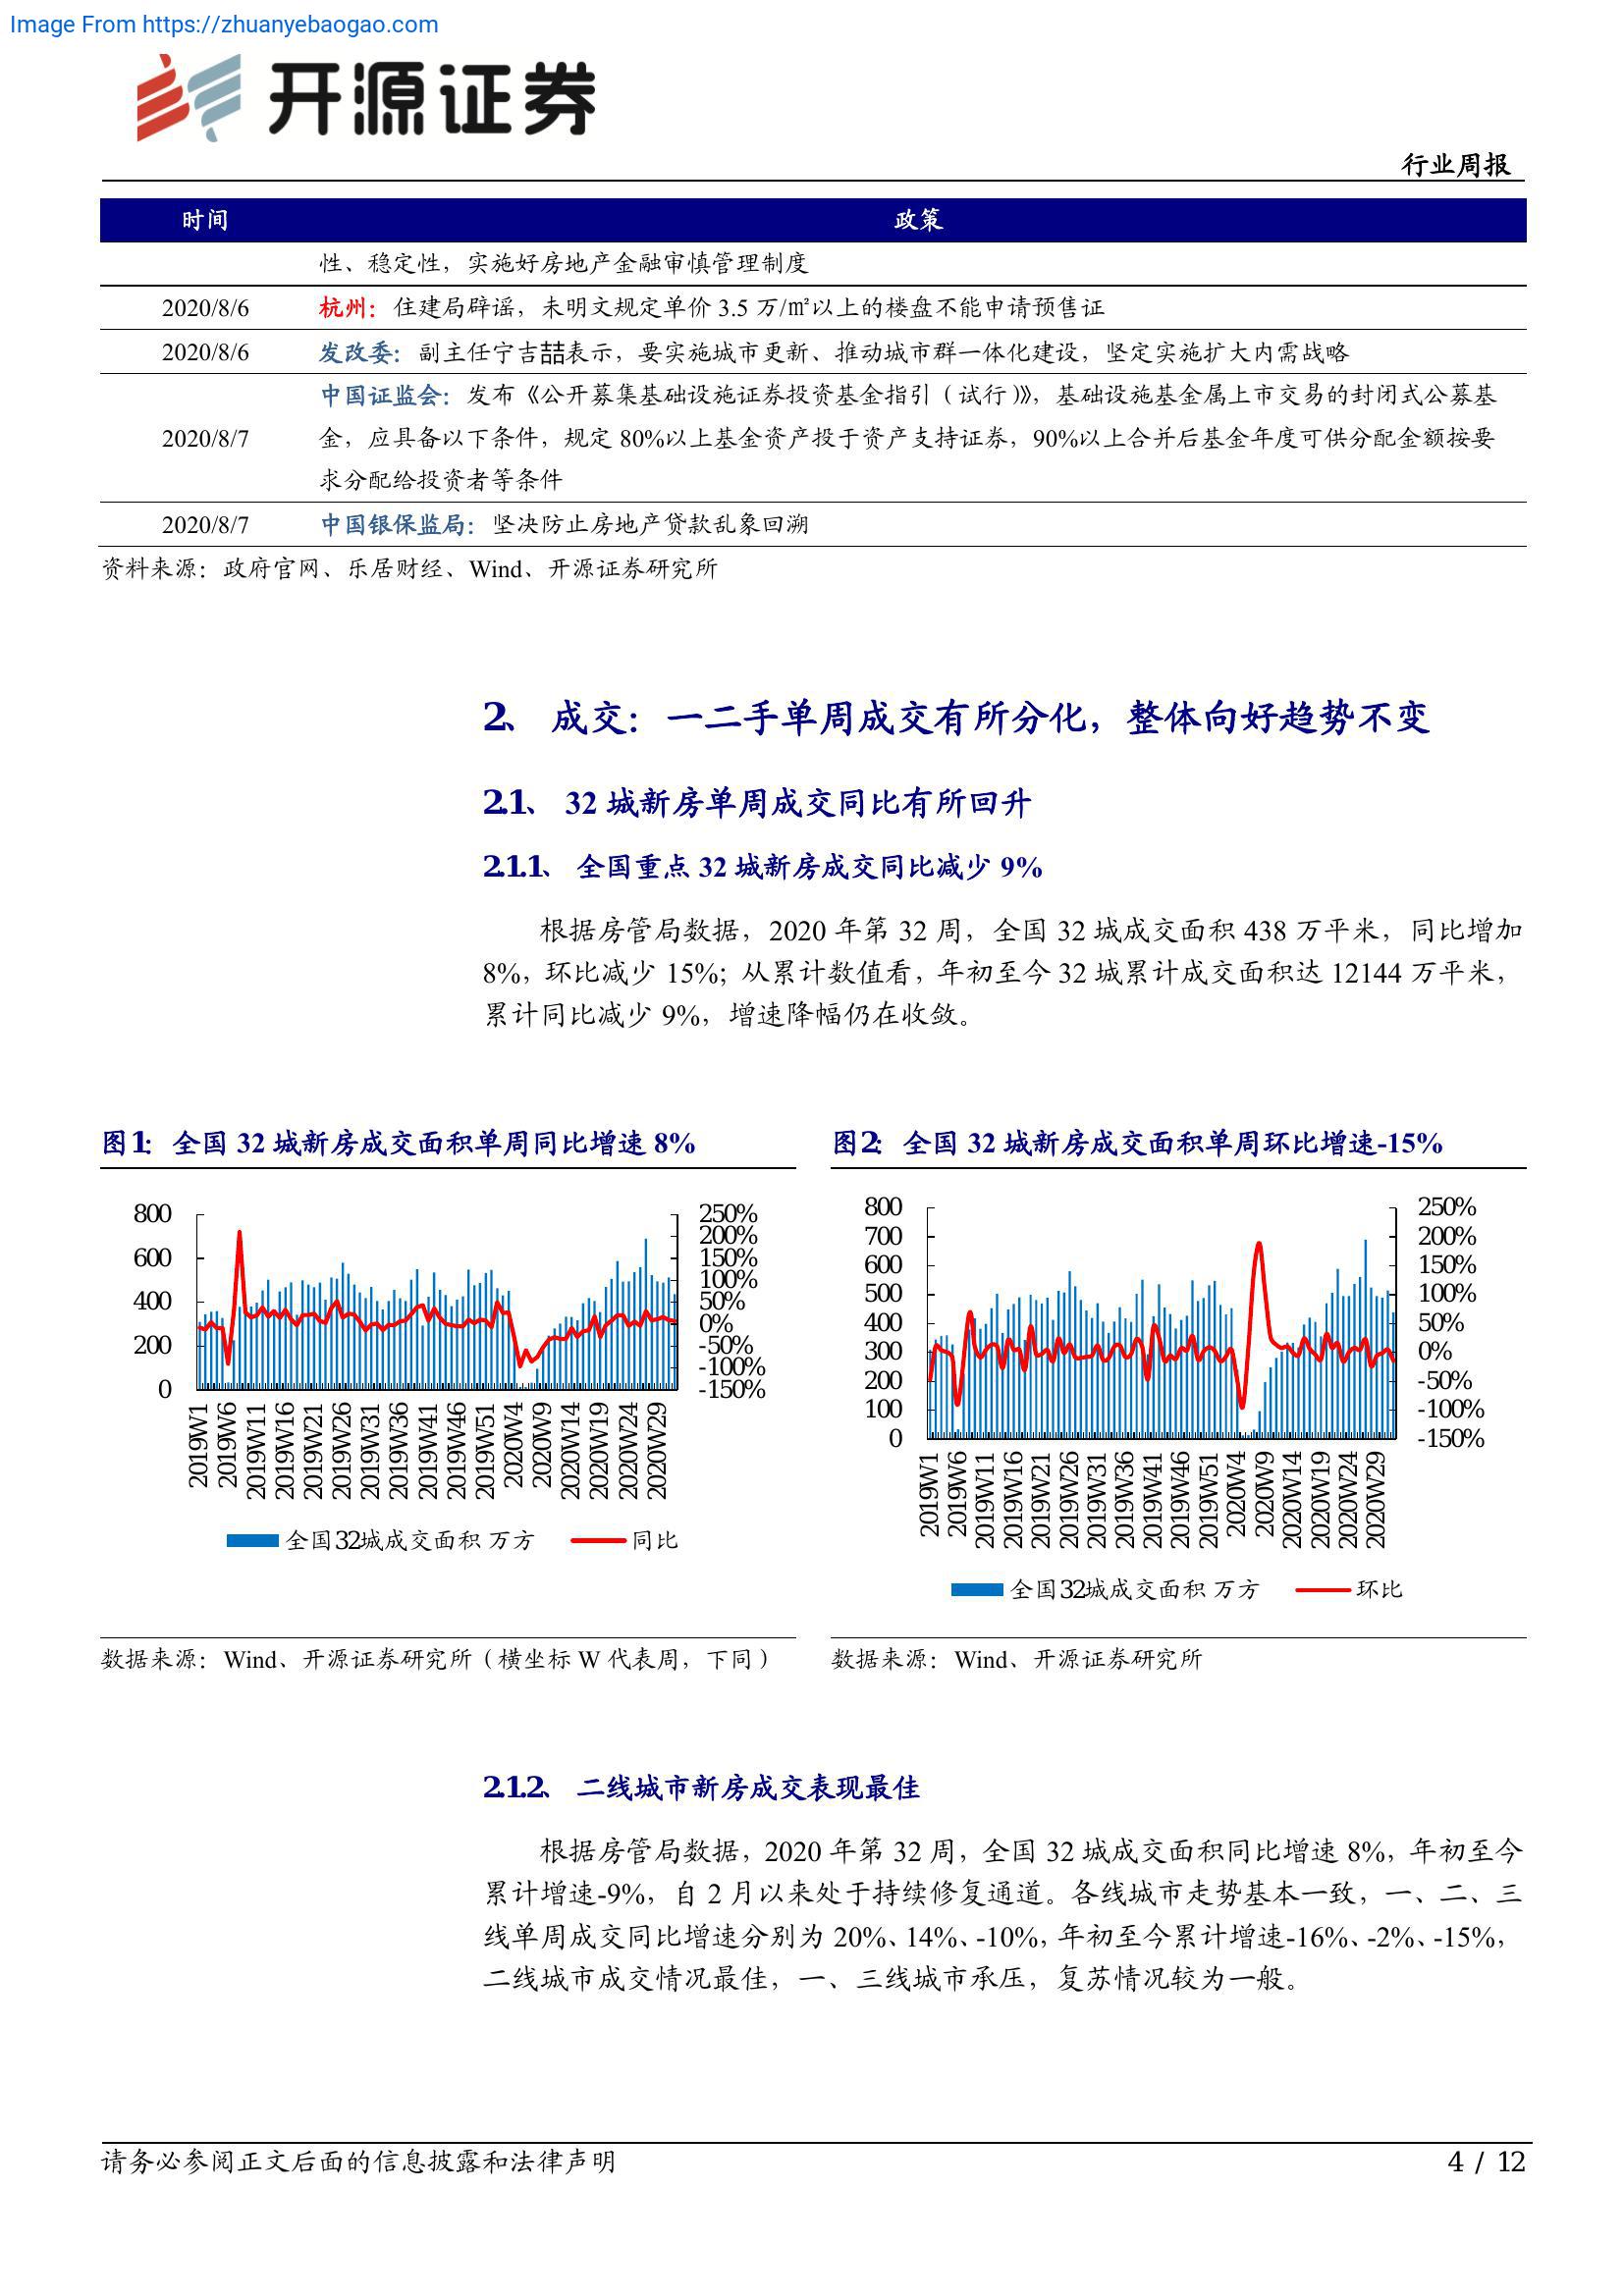 Image From https://zhuanyebaogao.com
开源证券
行业周报
时间 政策
性、稳定性，实施好房地产金融审慎管理制度
2020/8/6 杭州：住建局辟谣，未明文规定单价 3.5 万/㎡以上的楼盘不能申请预售证
2020/8/6 发改委：副主任宁吉喆表示，要实施城市更新、推动城市群一体化建设，坚定实施扩大内需战略
中国证监会：发布《公开募集基础设施证券投资基金指引（试行）》，基础设施基金属上市交易的封闭式公募基
2020/8/7 金，应具备以下条件，规定 80%以上基金资产投于资产支持证券，90%以上合并后基金年度可供分配金额按要
求分配给投资者等条件
2020/8/7 中国银保监局：坚决防止房地产贷款乱象回溯
资料来源：政府官网、乐居财经、Wind、开源证券研究所
2、 成交：一二手单周成交有所分化，整体向好趋势不变
2.1、 32 城新房单周成交同比有所回升
2.1.1、 全国重点 32 城新房成交同比减少 9%
根据房管局数据，2020 年第 32 周，全国 32 城成交面积 438 万平米，同比增加
8%，环比减少 15%；从累计数值看，年初至今 32 城累计成交面积达 12144 万平米，
累计同比减少 9%，增速降幅仍在收敛。
图1： 全国 32 城新房成交面积单周同比增速 8%
800
600
400
200
0
250%
200%
150%
100%
50%
0%
-50%
-100%
-150%
2019W1
2019W6
2019W11
2019W16
2019W21
2019W26
2019W31
2019W36
2019W41
2019W46
2019W51
2020W4
2020W9
2020W14
2020W19
2020W24
2020W29
全国32城成交面积 万方 同比
数据来源：Wind、开源证券研究所（横坐标 W 代表周，下同）
图2： 全国 32 城新房成交面积单周环比增速-15%
800
700
600
500
400
300
200
100
0
250%
200%
150%
100%
50%
0%
-50%
-100%
-150%
2019W1
2019W6
2019W11
2019W16
2019W21
2019W26
2019W31
2019W36
2019W41
2019W46
2019W51
2020W4
2020W9
2020W14
2020W19
2020W24
2020W29
全国32城成交面积 万方 环比
数据来源：Wind、开源证券研究所
2.1.2、 二线城市新房成交表现最佳
根据房管局数据，2020 年第 32 周，全国 32 城成交面积同比增速 8%，年初至今
累计增速-9%，自 2 月以来处于持续修复通道。各线城市走势基本一致，一、二、三
线单周成交同比增速分别为 20%、14%、-10%，年初至今累计增速-16%、-2%、-15%，
二线城市成交情况最佳，一、三线城市承压，复苏情况较为一般。
请务必参阅正文后面的信息披露和法律声明 4 / 12